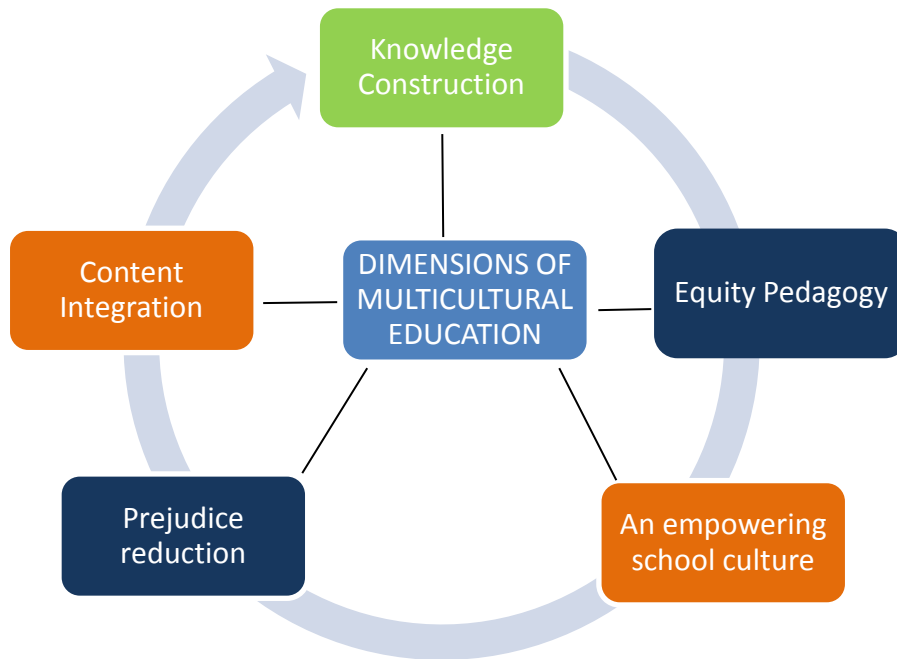 Knowledge
Construction
Content
Integration
DIMENSIONS OF
MULTICULTURAL
EDUCATION
Equity Pedagogy
Prejudice
reduction
An empowering
school culture